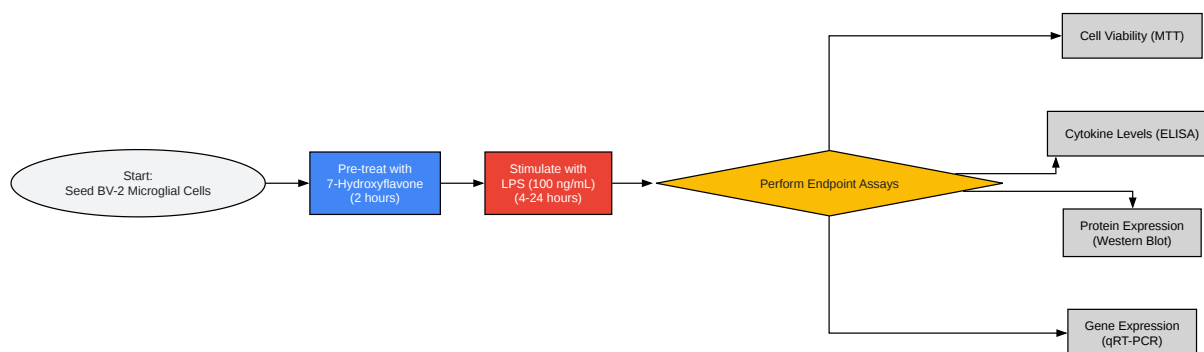 Start:
Seed BV-2 Microglial Cells
Pre-treat with
7-Hydroxyflavone
(2 hours)
Stimulate with
LPS (100 ng/mL)
(4-24 hours)
Perform Endpoint Assays
Cell Viability (MTT)
Cytokine Levels (ELISA)
Protein Expression
(Western Blot)
Gene Expression
(qRT-PCR)